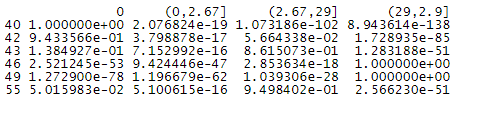 0 (0,2.67] (2.67,29] (29,2.9]
40 1.000000e+00 2.076824e-19 1.073186e-102 8.943614e-138
42 9.433566e-01 3.798878e-17 5.664338e-02 1.728935e-85
43 1.384927e-01 7.152992e-16 8.615073e-01 1.283188e-51
46 2.521245e-53 9.424446e-47 2.853634e-18 1.000000e+00
49 1.272900e-78 1.196679e-62 1.039306e-28 1.000000e+00
55 5.015983e-02 5.100615e-16 9.498402e-01 2.566230e-51